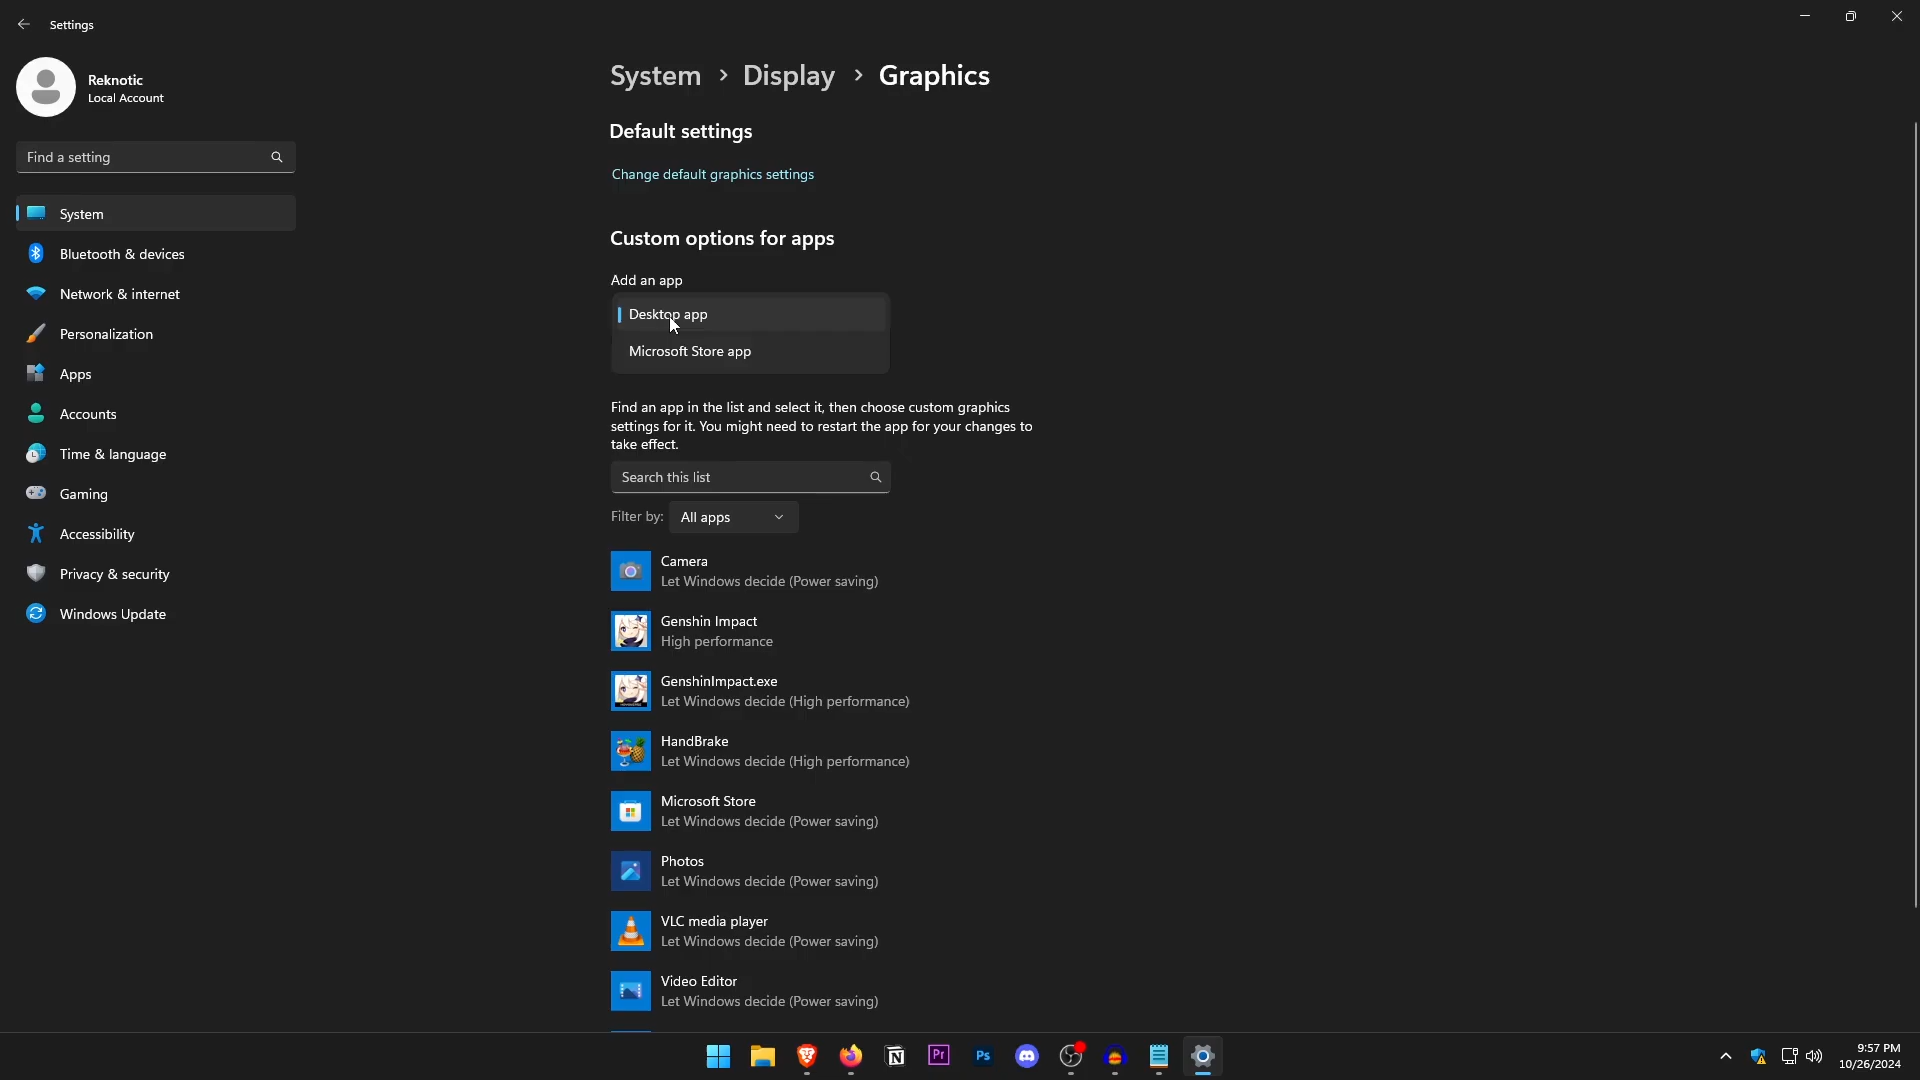 Settings
Reknotic
Local Account
Find a setting
System
Bluetooth & devices
Network & internet
Personalization
Apps
Accounts
Time & language
Gaming
Accessibility
Privacy & security
Windows Update
System > Display > Graphics
Default settings
Change default graphics settings
Custom options for apps
Add an app
Desktop app
Microsoft Store app
Find an app in the list and select it, then choose custom graphics
settings for it. You might need to restart the app for your changes to
take effect.
Search this list
Filter by: All apps
Camera
Let Windows decide (Power saving)
Genshin Impact
High performance
GenshinImpact.exe
Let Windows decide (High performance)
HandBrake
Let Windows decide (High performance)
Microsoft Store
Let Windows decide (Power saving)
Photos
Let Windows decide (Power saving)
VLC media player
Let Windows decide (Power saving)
Video Editor
Let Windows decide (Power saving)
Pr
Ps
9:57 PM
10/26/2024